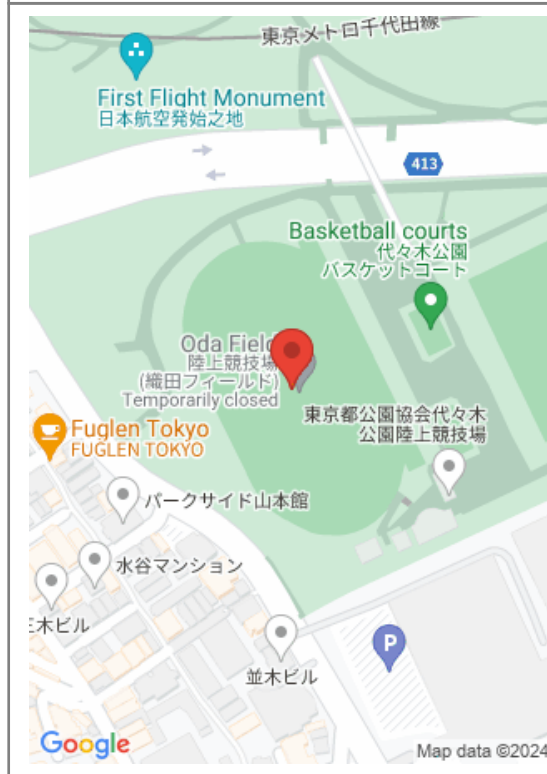 東京メトロ千代田線
First Flight Monument
日本航空発始之地
413
Basketball courts
代々木公園
バスケットコート
Oda Field
陸上競技場
(織田フィールド)
Temporarily closed
東京都公園協会代々木
公園陸上競技場
Fuglen Tokyo
FUGLEN TOKYO
パークサイド山本館
水谷マンション
三木ビル
並木ビル
P
Google
Map data ©2024